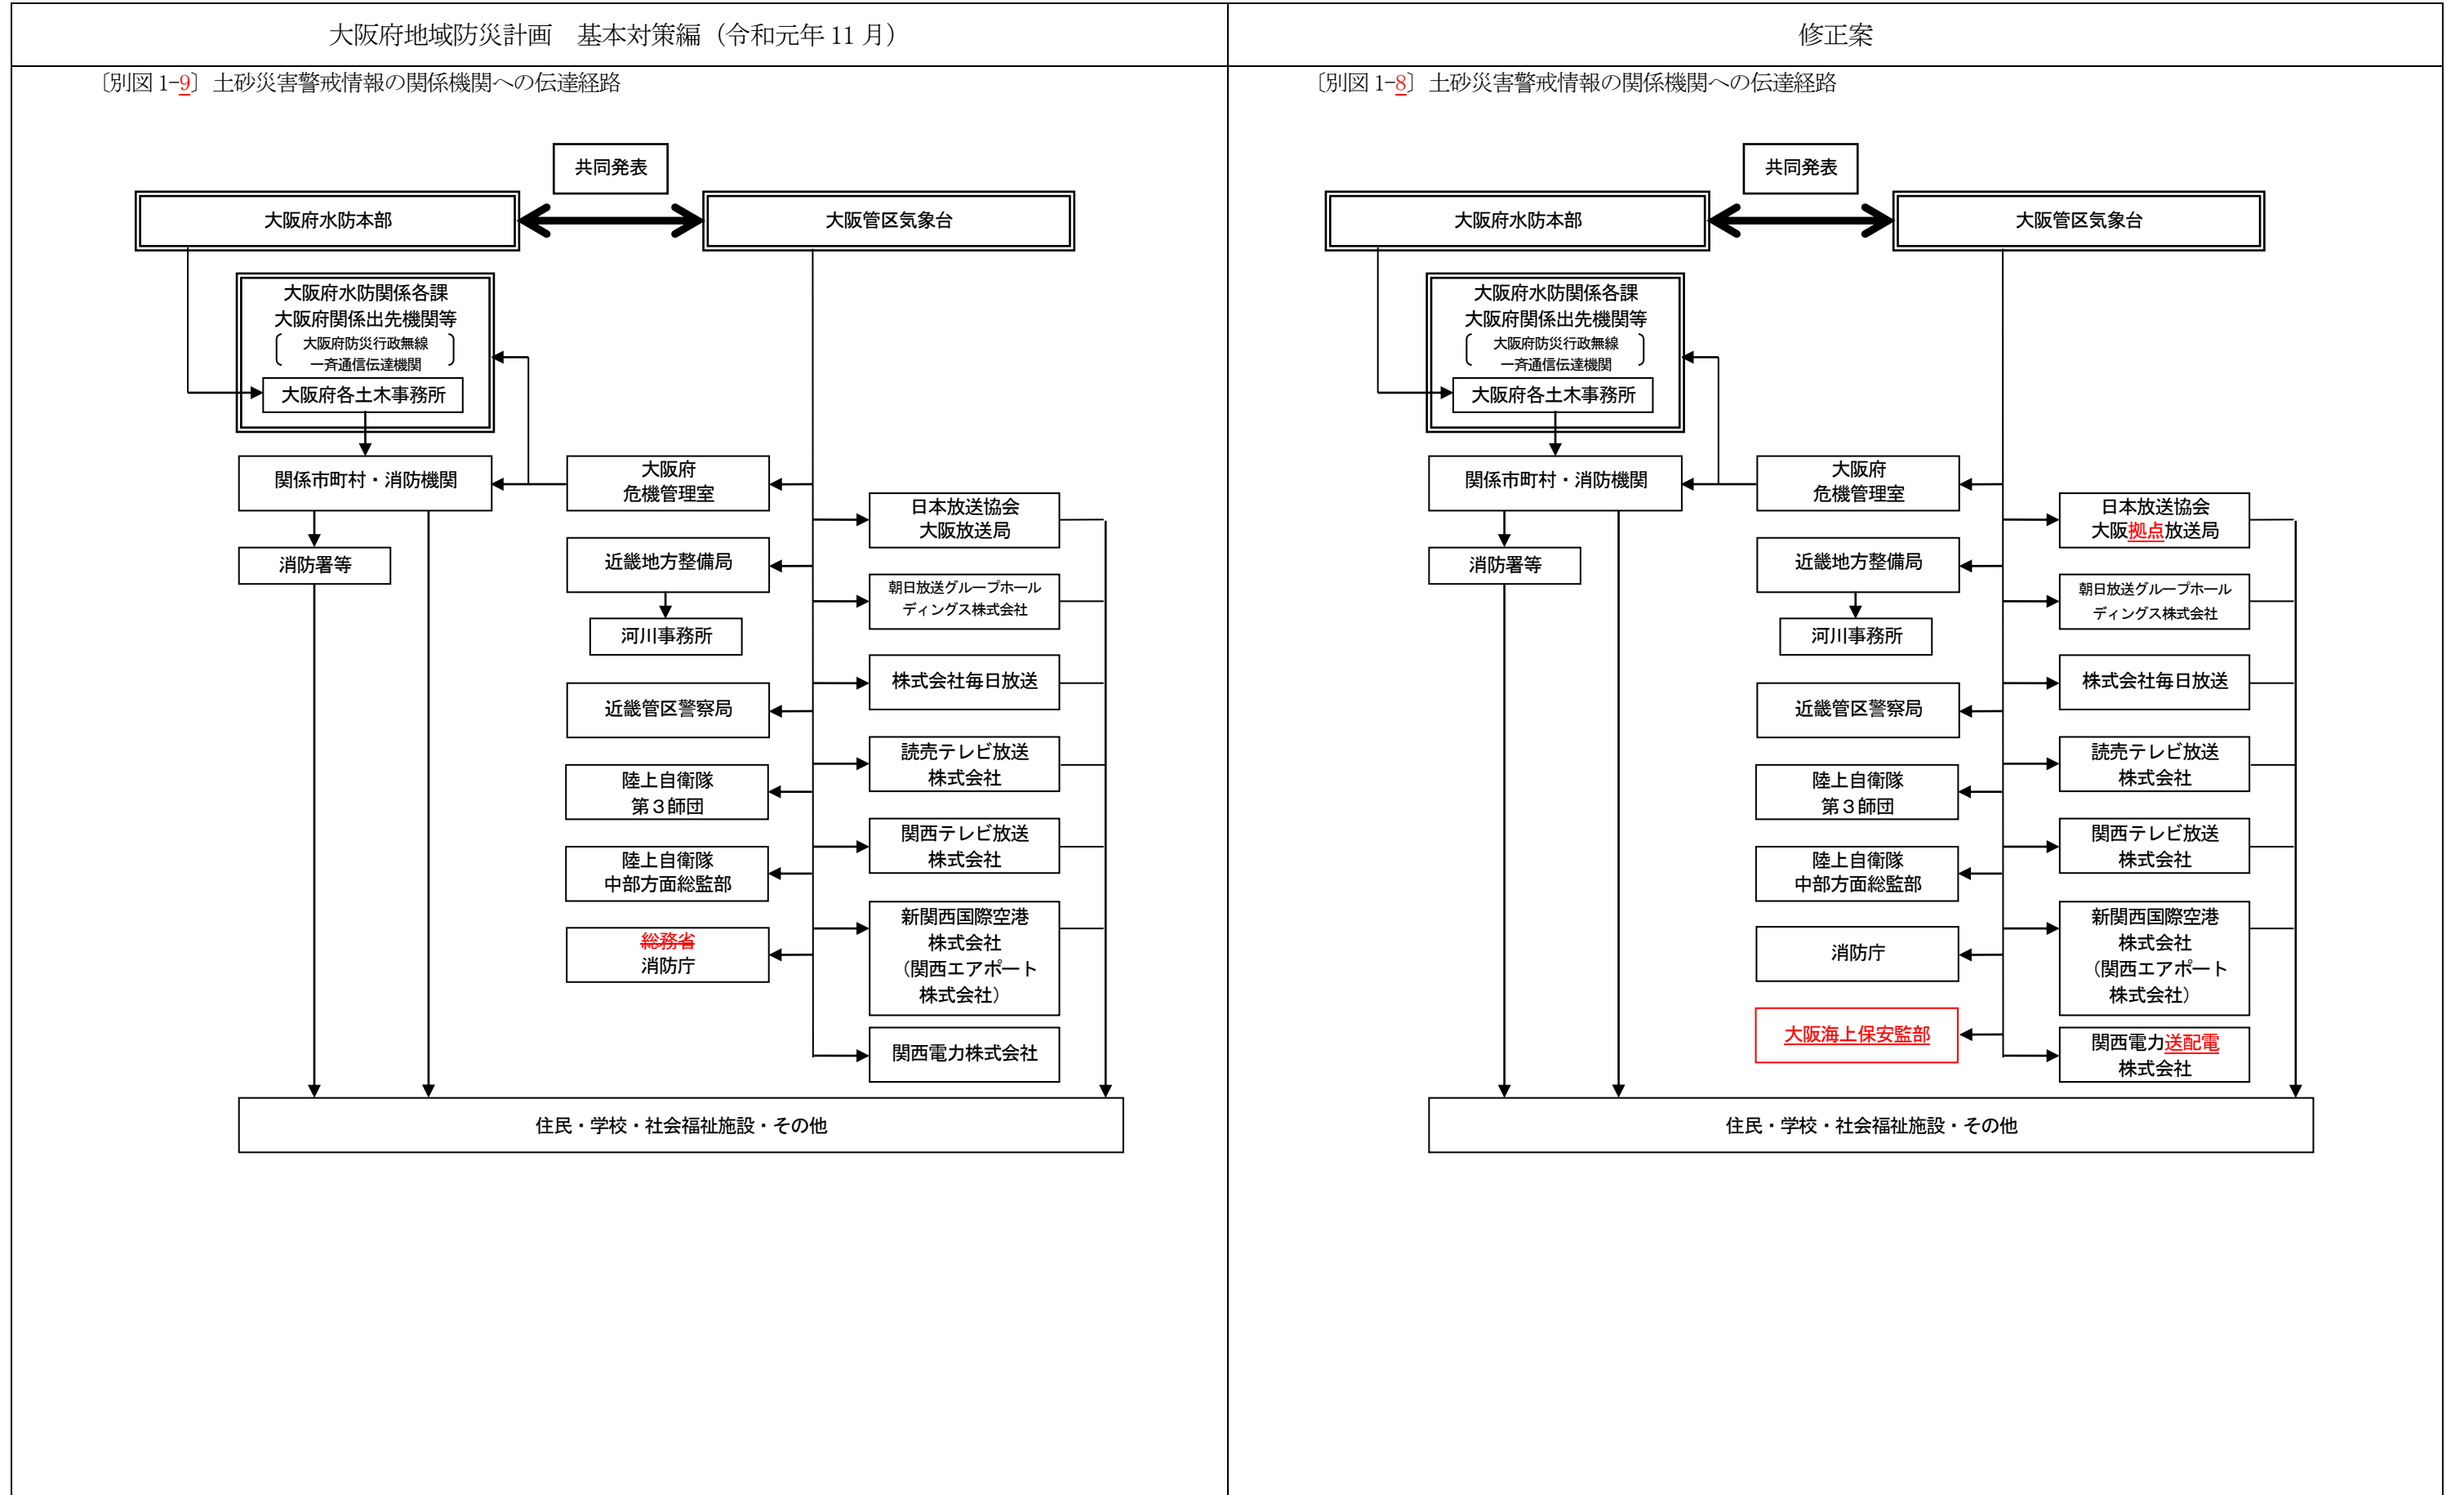 大阪府地域防災計画　基本対策編（令和元年 11 月）
修正案
〔別図 1-9〕土砂災害警戒情報の関係機関への伝達経路
共同発表
大阪府水防本部
大阪管区気象台
大阪府水防関係各課
大阪府関係出先機関等
大阪府防災行政無線
一斉通信伝達機関
大阪府各土木事務所
関係市町村・消防機関
大阪府
危機管理室
日本放送協会
大阪放送局
消防署等
近畿地方整備局
朝日放送グループホール
ディングス株式会社
河川事務所
株式会社毎日放送
近畿管区警察局
読売テレビ放送
株式会社
陸上自衛隊
第３師団
関西テレビ放送
株式会社
陸上自衛隊
中部方面総監部
新関西国際空港
株式会社
（関西エアポート
株式会社）
総務省
消防庁
関西電力株式会社
住民・学校・社会福祉施設・その他
〔別図 1-8〕土砂災害警戒情報の関係機関への伝達経路
共同発表
大阪府水防本部
大阪管区気象台
大阪府水防関係各課
大阪府関係出先機関等
大阪府防災行政無線
一斉通信伝達機関
大阪府各土木事務所
関係市町村・消防機関
大阪府
危機管理室
日本放送協会
大阪拠点放送局
消防署等
近畿地方整備局
朝日放送グループホール
ディングス株式会社
河川事務所
株式会社毎日放送
近畿管区警察局
読売テレビ放送
株式会社
陸上自衛隊
第３師団
関西テレビ放送
株式会社
陸上自衛隊
中部方面総監部
新関西国際空港
株式会社
（関西エアポート
株式会社）
消防庁
大阪海上保安監部
関西電力送配電
株式会社
住民・学校・社会福祉施設・その他